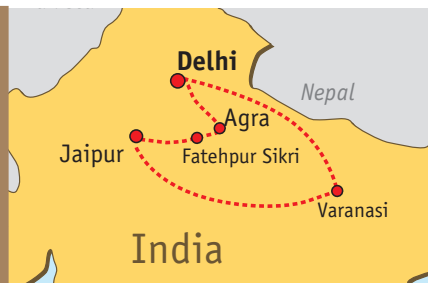 Delhi
Nepal
Agra
Jaipur
Fatehpur Sikri
Varanasi
India